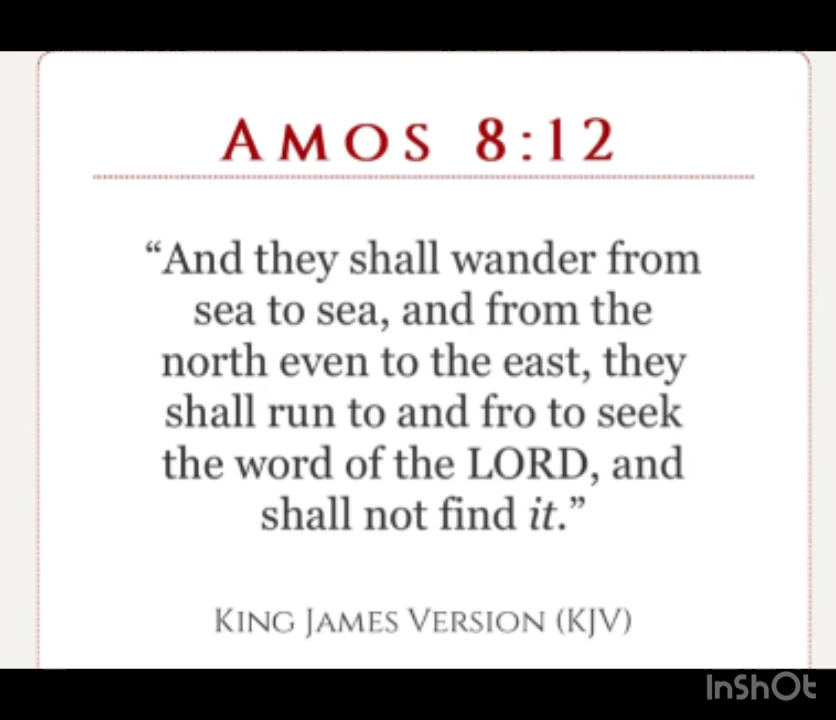 AMOS 8:12
“And they shall wander from
sea to sea, and from the
north even to the east, they
shall run to and fro to seek
the word of the LORD, and
shall not find it.”
KING JAMES VERSION (KJV)
InShOt